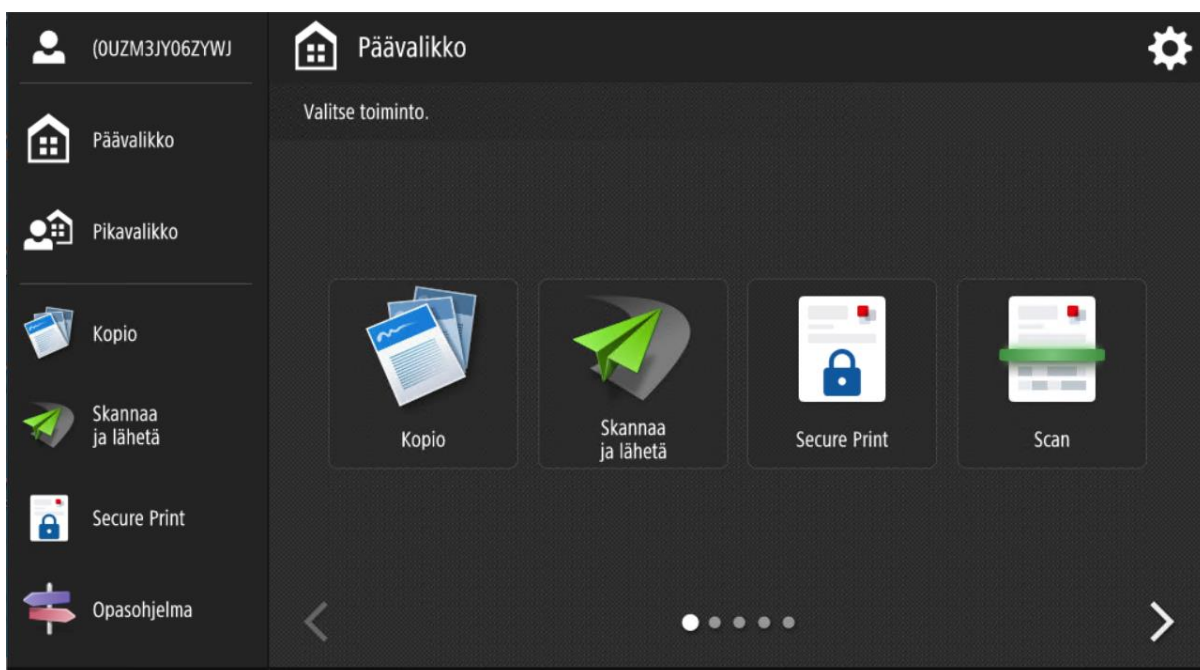 (0UZM3JY06ZYWJ
Päävalikko
Pikavalikko
Kopio
Skannaa
ja lähetä
Secure Print
Opasohjelma
Päävalikko
Valitse toiminto.
Kopio
Skannaa
ja lähetä
Secure Print
Scan